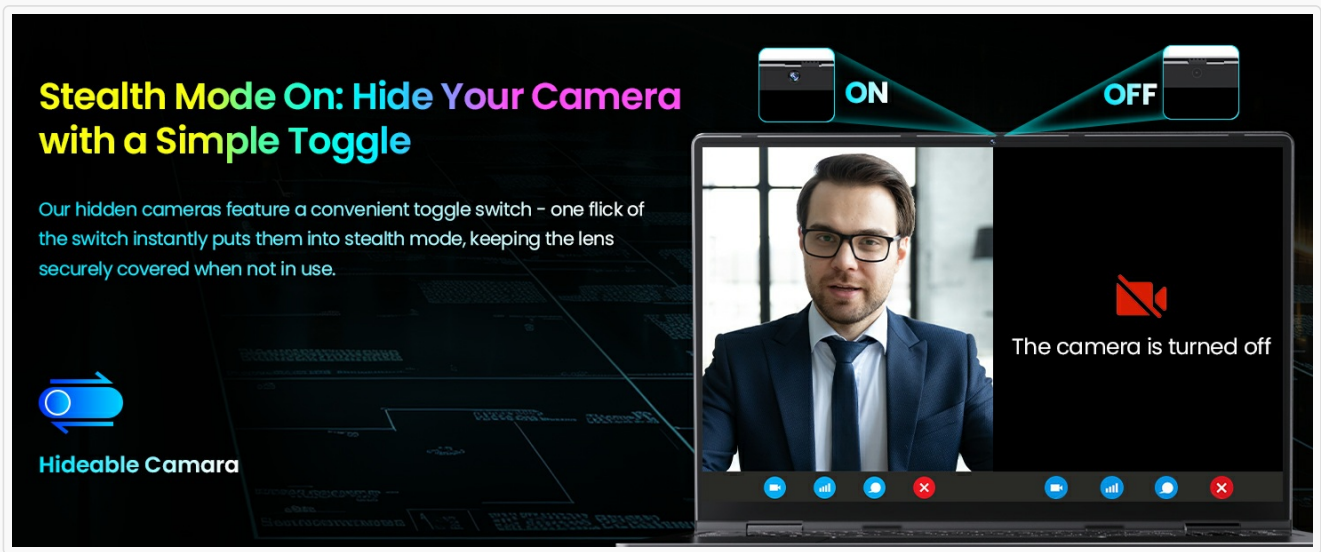 Stealth Mode On: Hide Your Camera
with a Simple Toggle
Our hidden cameras feature a convenient toggle switch - one flick of
the switch instantly puts them into stealth mode, keeping the lens
securely covered when not in use.
Hideable Camara
ON
OFF
The camera is turned off